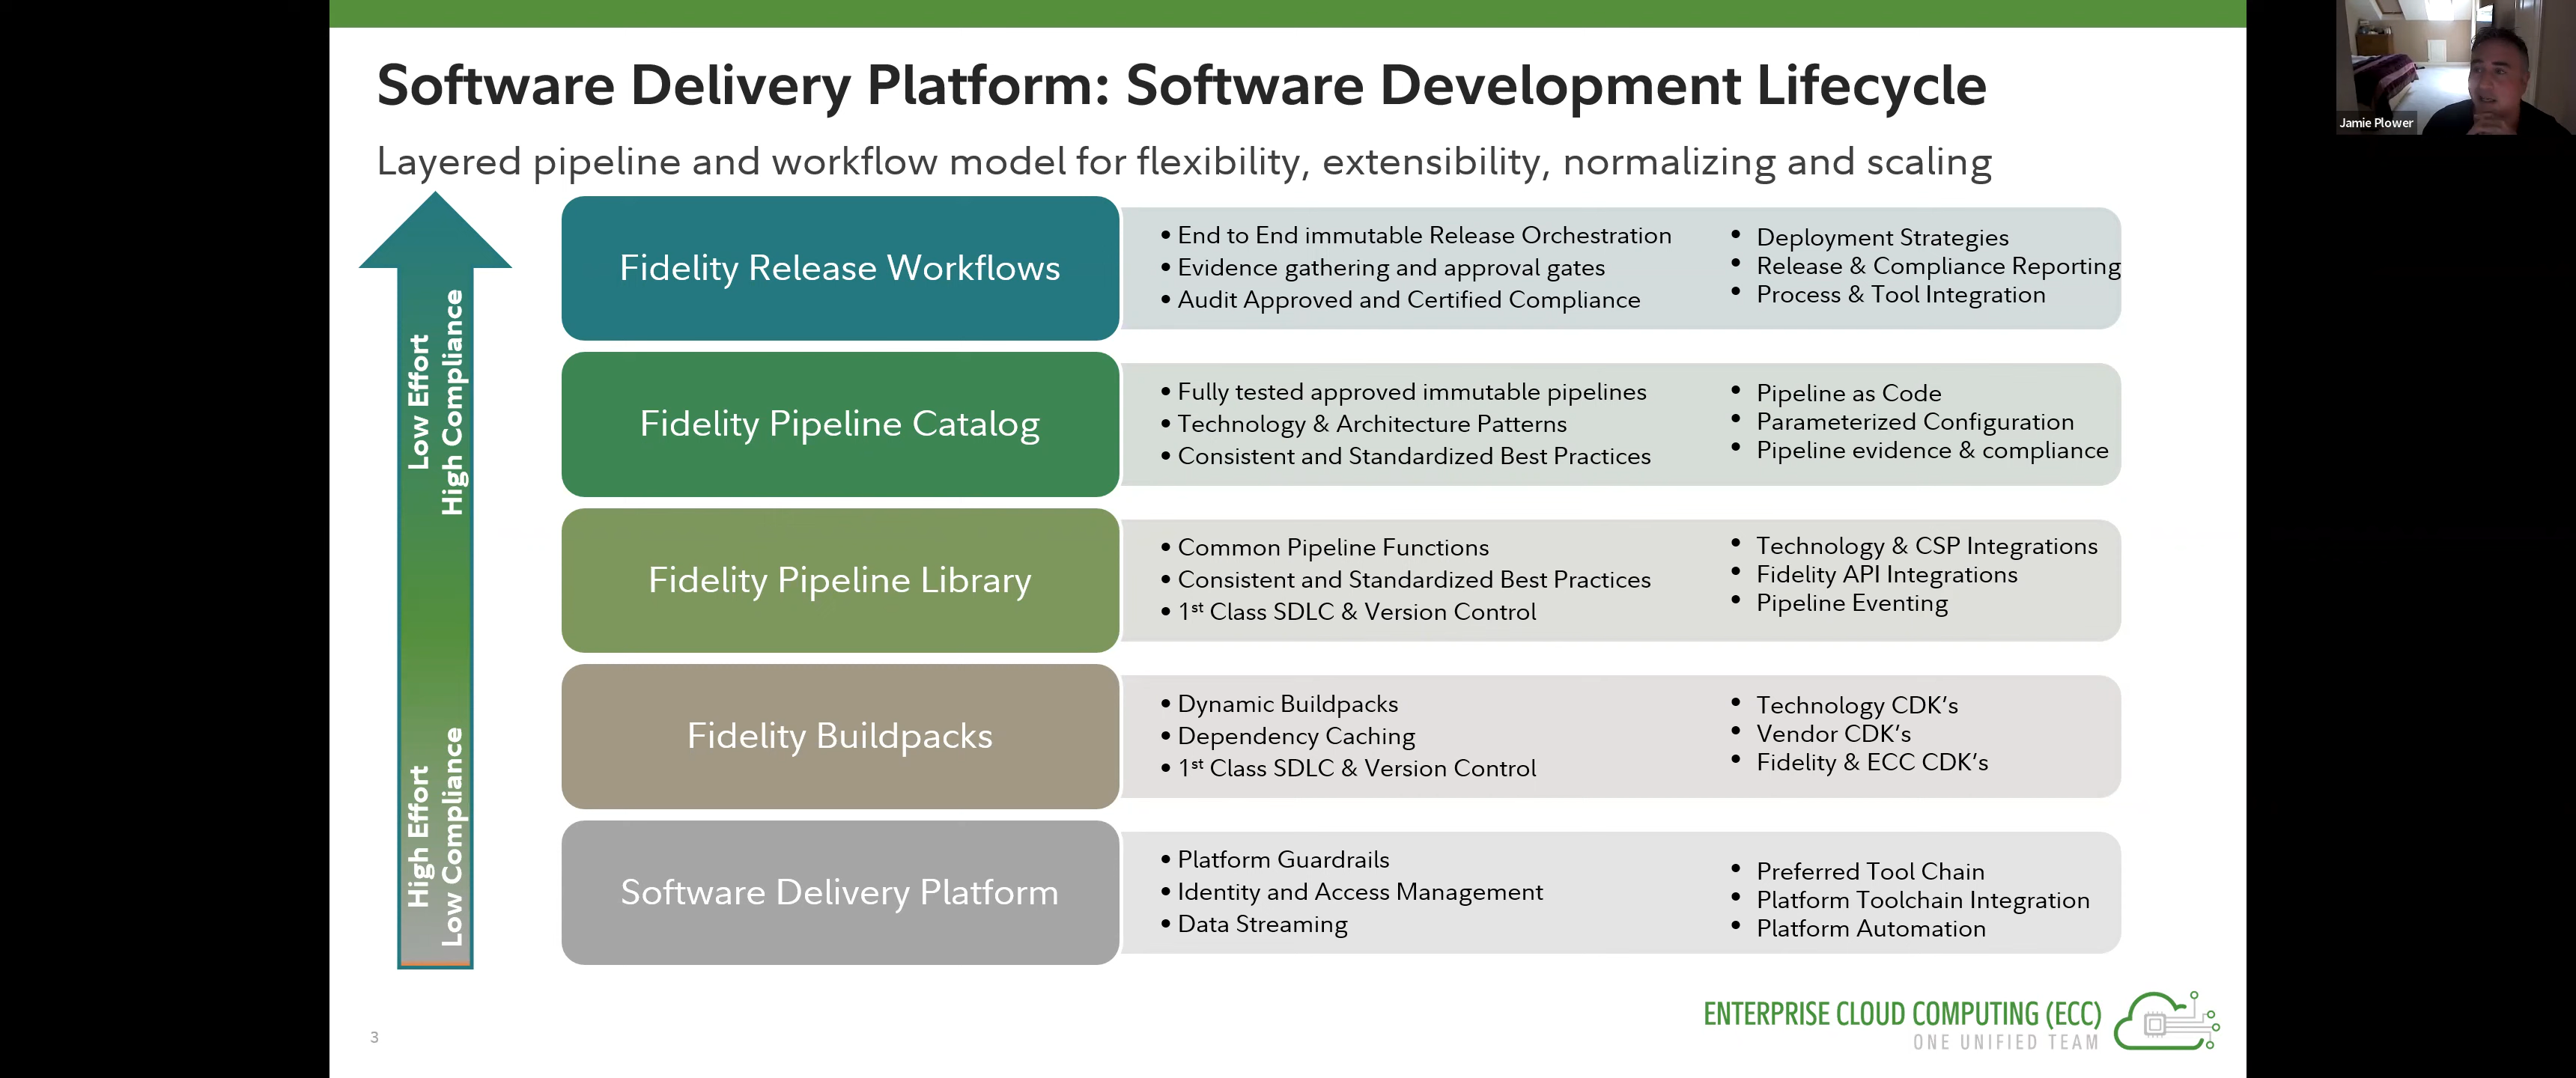 Software Delivery Platform: Software Development Lifecycle
Jamie Plower
Layered pipeline and workflow model for flexibility, extensibility, normalizing and scaling
Low Effort
High Compliance
High Effort
Low Compliance
Fidelity Release Workflows
• End to End immutable Release Orchestration
• Evidence gathering and approval gates
• Audit Approved and Certified Compliance
• Deployment Strategies
• Release & Compliance Reporting
• Process & Tool Integration
Fidelity Pipeline Catalog
• Fully tested approved immutable pipelines
• Technology & Architecture Patterns
• Consistent and Standardized Best Practices
• Pipeline as Code
• Parameterized Configuration
• Pipeline evidence & compliance
Fidelity Pipeline Library
• Common Pipeline Functions
• Consistent and Standardized Best Practices
• 1st Class SDLC & Version Control
• Technology & CSP Integrations
• Fidelity API Integrations
• Pipeline Eventing
Fidelity Buildpacks
• Dynamic Buildpacks
• Dependency Caching
• 1st Class SDLC & Version Control
• Technology CDK's
• Vendor CDK's
• Fidelity & ECC CDK's
Software Delivery Platform
• Platform Guardrails
• Identity and Access Management
• Data Streaming
• Preferred Tool Chain
• Platform Toolchain Integration
• Platform Automation
3
ENTERPRISE CLOUD COMPUTING (ECC)
ONE UNIFIED TEAM